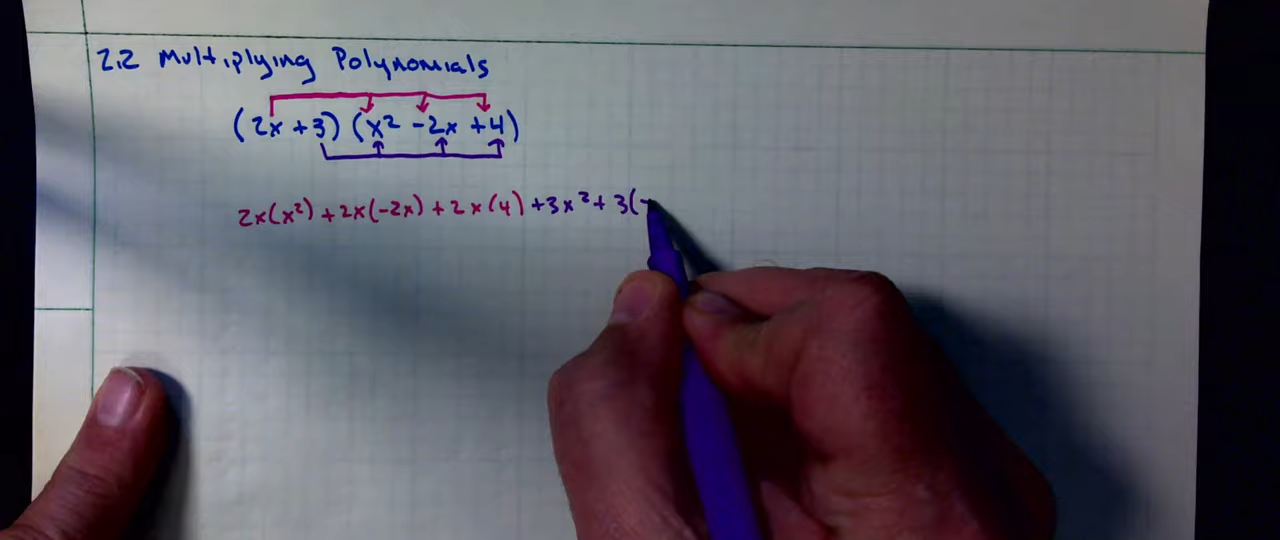 2.2 Multiplying Polynomials
(2x +3) (x² -2x +4)
2x(x²) +2x(-2x) + 2x(4) +3x² + 3(-